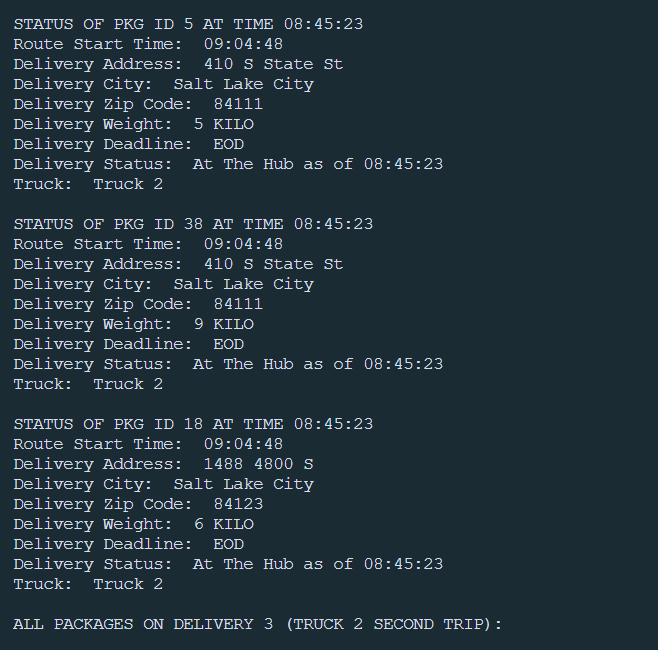 STATUS OF PKG ID 5 AT TIME 08:45:23
Route Start Time:  09:04:48
Delivery Address:  410 S State St
Delivery City:  Salt Lake City
Delivery Zip Code:  84111
Delivery Weight:  5 KILO
Delivery Deadline:  EOD
Delivery Status:  At The Hub as of 08:45:23
Truck:  Truck 2

STATUS OF PKG ID 38 AT TIME 08:45:23
Route Start Time:  09:04:48
Delivery Address:  410 S State St
Delivery City:  Salt Lake City
Delivery Zip Code:  84111
Delivery Weight:  9 KILO
Delivery Deadline:  EOD
Delivery Status:  At The Hub as of 08:45:23
Truck:  Truck 2

STATUS OF PKG ID 18 AT TIME 08:45:23
Route Start Time:  09:04:48
Delivery Address:  1488 4800 S
Delivery City:  Salt Lake City
Delivery Zip Code:  84123
Delivery Weight:  6 KILO
Delivery Deadline:  EOD
Delivery Status:  At The Hub as of 08:45:23
Truck:  Truck 2

ALL PACKAGES ON DELIVERY 3 (TRUCK 2 SECOND TRIP):